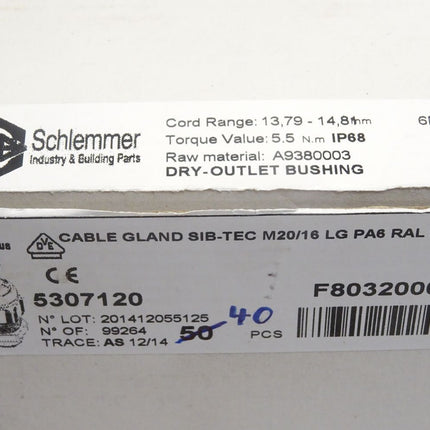 Schlemmer
Industry & Building Parts
Cord Range: 13,79 - 14,81mm
Torque Value: 5.5 N.m IP68
Raw material: A9380003
DRY-OUTLET BUSHING
CABLE GLAND SIB-TEC M20/16 LG PA6 RAL
DVE
CE
5307120
N° LOT: 201412055125
N° OF: 99264
TRACE: AS 12/14
50 40 PCS